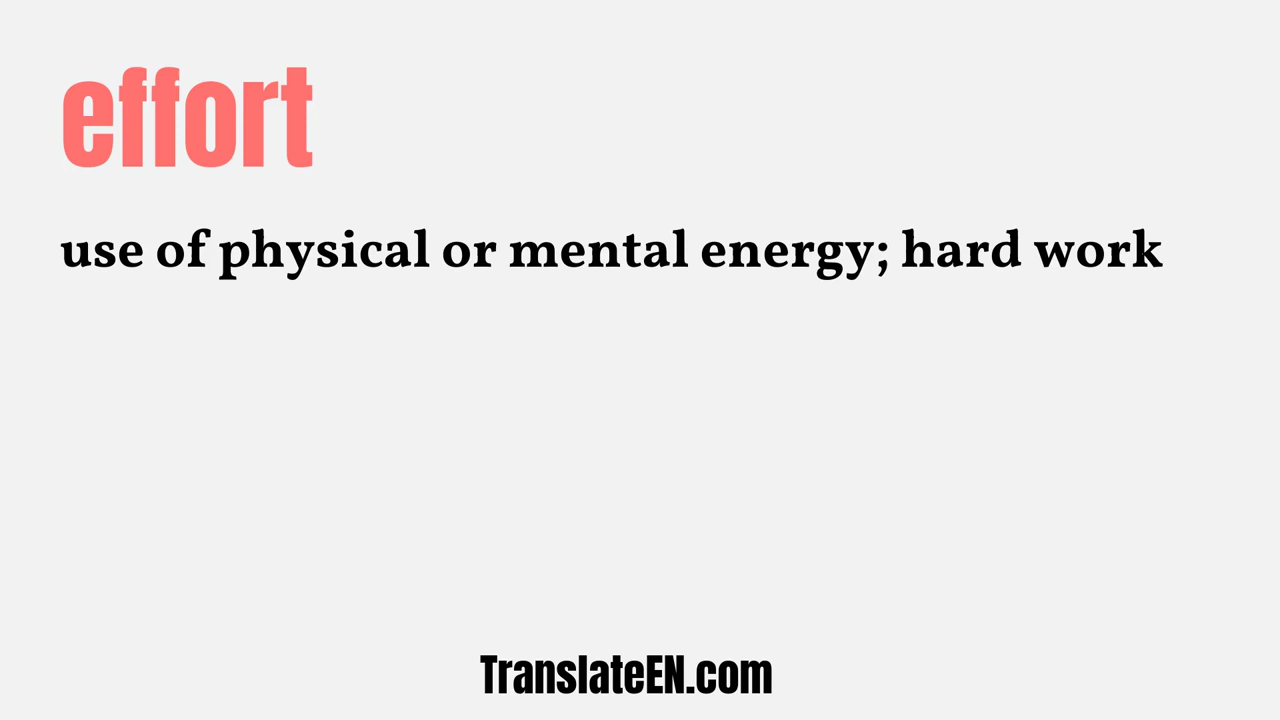 effort
use of physical or mental energy; hard work
TranslateEN.com